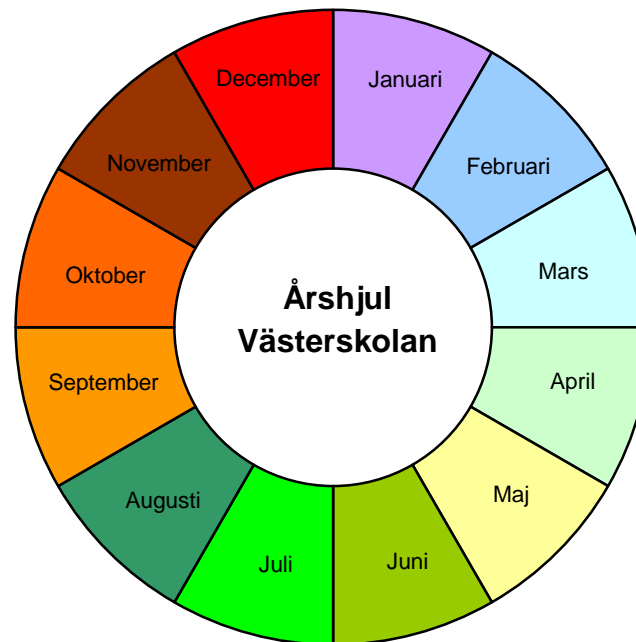 December
Januari
Februari
Mars
April
Maj
Juni
Juli
Augusti
September
Oktober
November
Årshjul
Västerskolan